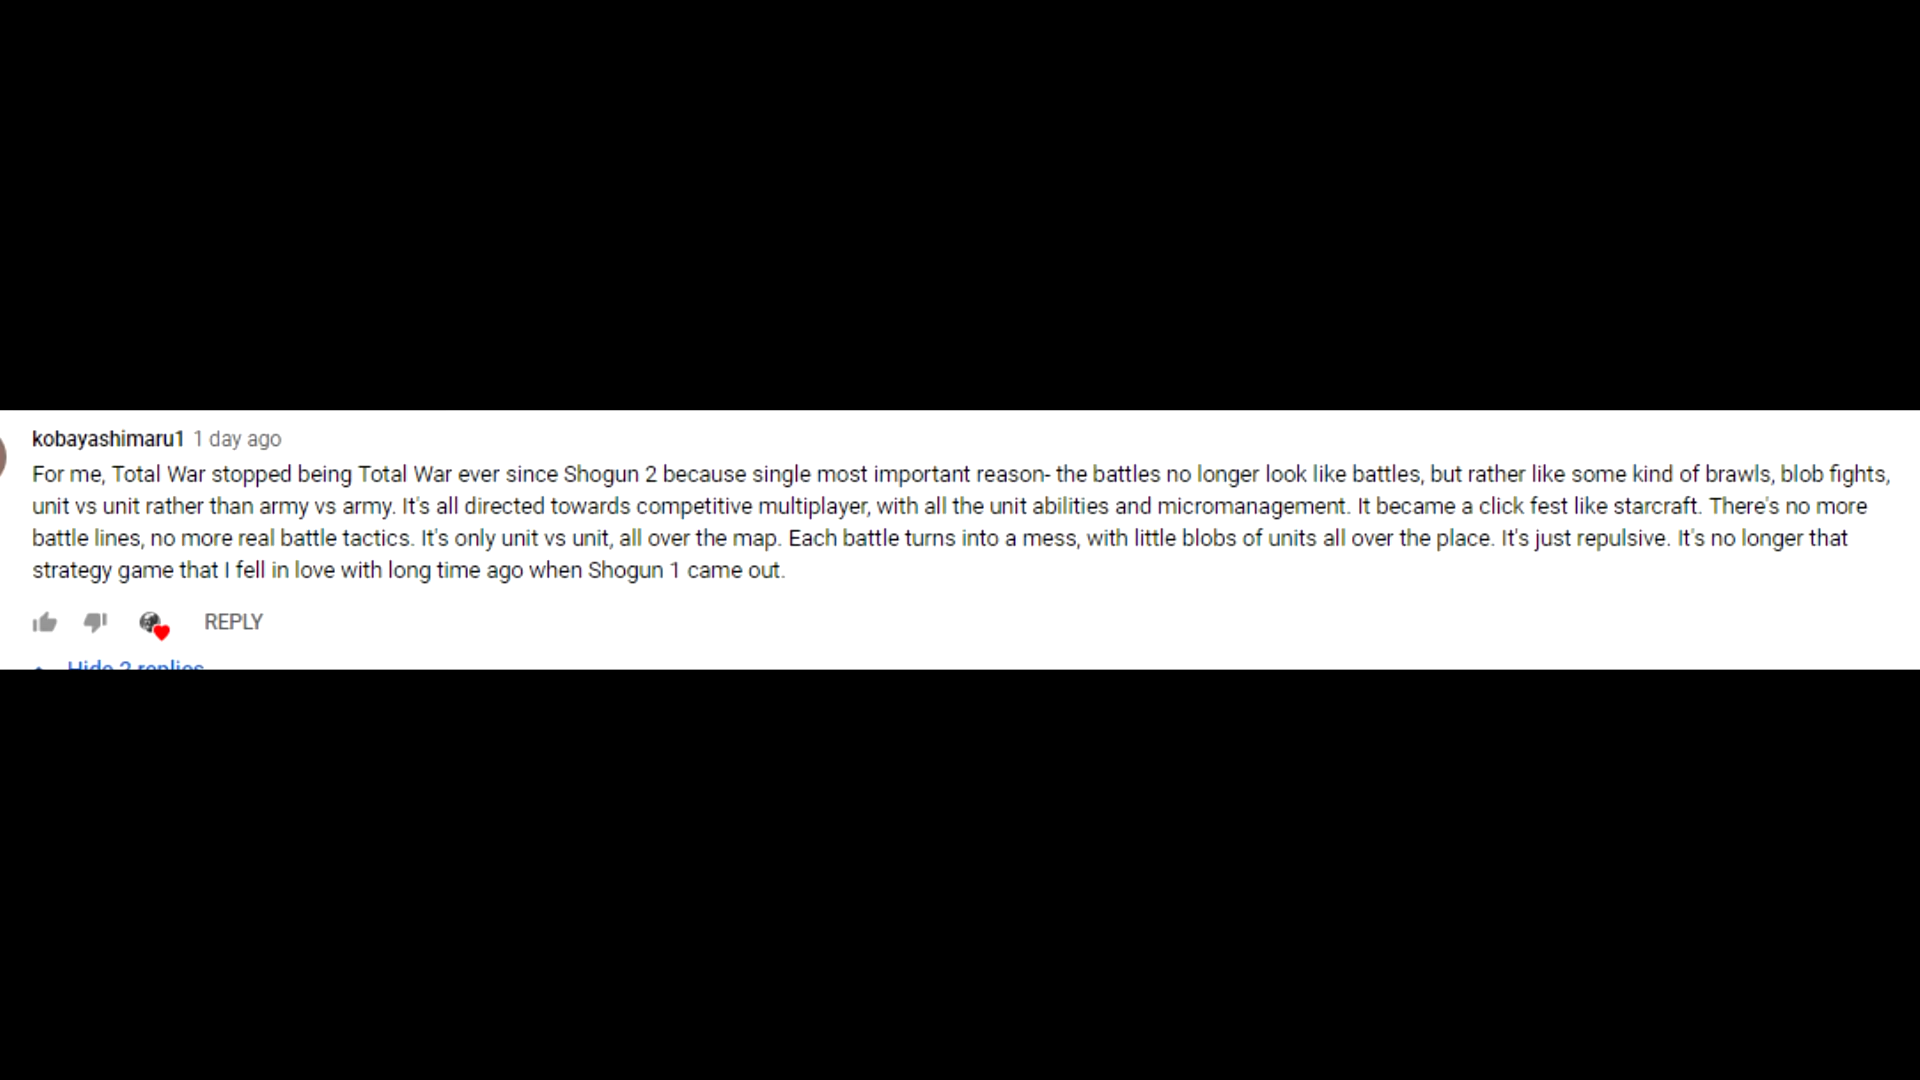 kobayashimaru1 1 day ago
For me, Total War stopped being Total War ever since Shogun 2 because single most important reason- the battles no longer look like battles, but rather like some kind of brawls, blob fights,
unit vs unit rather than army vs army. It's all directed towards competitive multiplayer, with all the unit abilities and micromanagement. It became a click fest like starcraft. There's no more
battle lines, no more real battle tactics. It's only unit vs unit, all over the map. Each battle turns into a mess, with little blobs of units all over the place. It's just repulsive. It's no longer that
strategy game that I fell in love with long time ago when Shogun 1 came out.
REPLY
Hide 2 replies